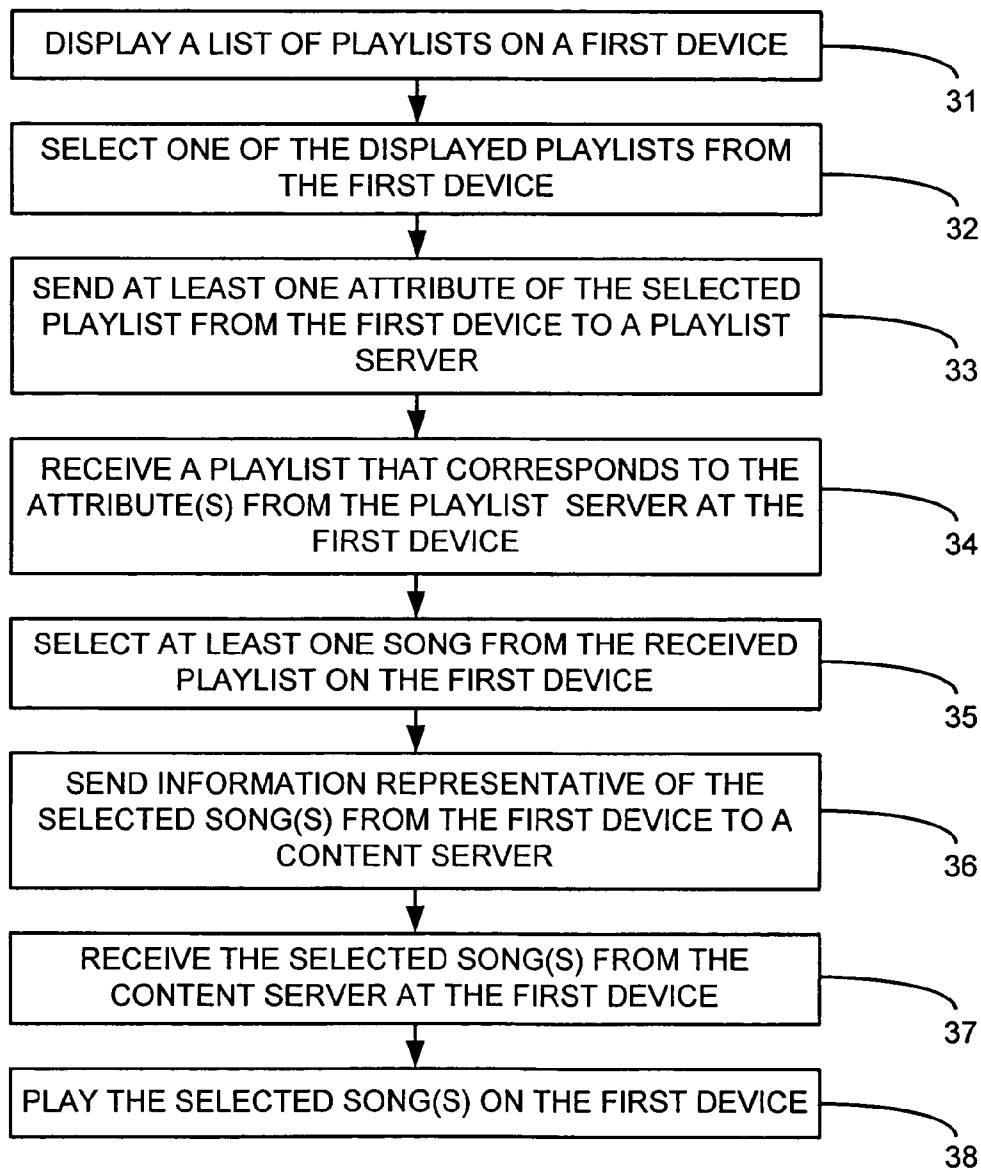 DISPLAY A LIST OF PLAYLISTS ON A FIRST DEVICE
31
SELECT ONE OF THE DISPLAYED PLAYLISTS FROM
THE FIRST DEVICE
32
SEND AT LEAST ONE ATTRIBUTE OF THE SELECTED
PLAYLIST FROM THE FIRST DEVICE TO A PLAYLIST
SERVER
33
RECEIVE A PLAYLIST THAT CORRESPONDS TO THE
ATTRIBUTE(S) FROM THE PLAYLIST SERVER AT THE
FIRST DEVICE
34
SELECT AT LEAST ONE SONG FROM THE RECEIVED
PLAYLIST ON THE FIRST DEVICE
35
SEND INFORMATION REPRESENTATIVE OF THE
SELECTED SONG(S) FROM THE FIRST DEVICE TO A
CONTENT SERVER
36
RECEIVE THE SELECTED SONG(S) FROM THE
CONTENT SERVER AT THE FIRST DEVICE
37
PLAY THE SELECTED SONG(S) ON THE FIRST DEVICE
38